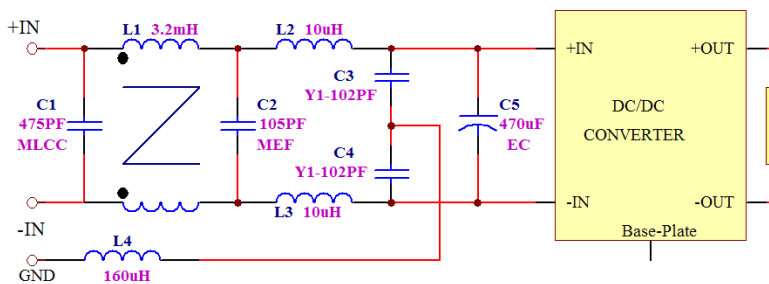 +IN
L1
3.2mH
L2
10uH
C1
475PF
MLCC
C2
105PF
MEF
C3
Y1-102PF
C4
Y1-102PF
C5
470uF
EC
+IN
+OUT
DC/DC
CONVERTER
-IN
-OUT
Base-Plate
-IN
L3
10uH
L4
160uH
GND